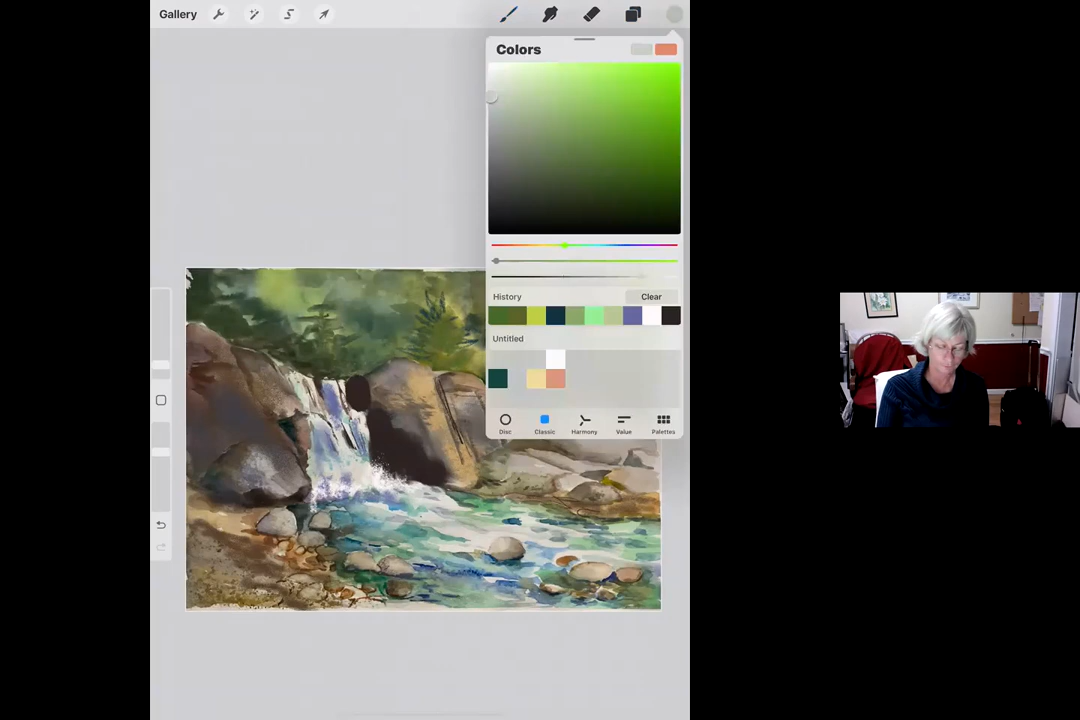 Gallery
Colors
History Clear
Untitled
Disc Classic Harmony Value Palettes